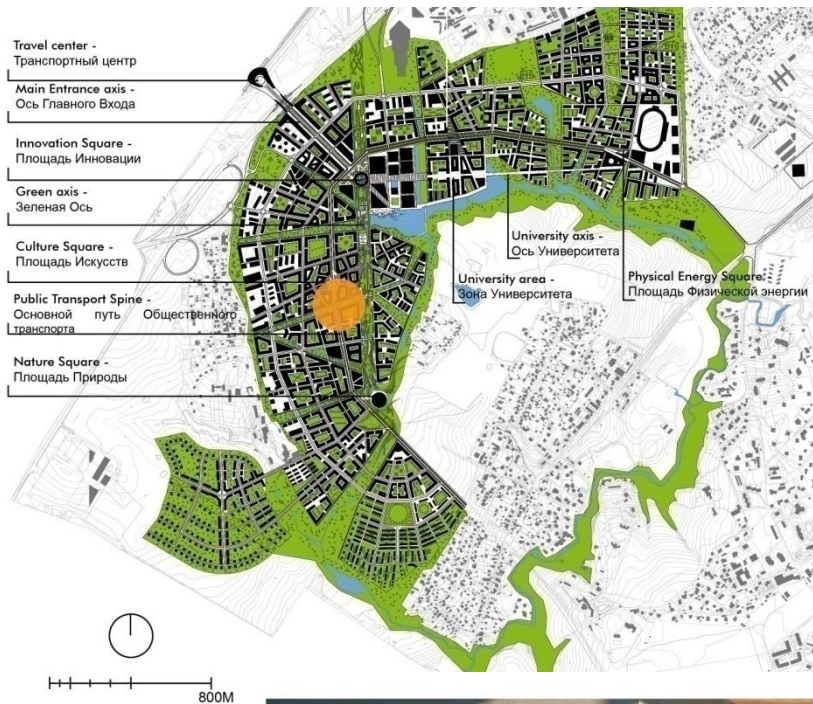 Travel center -
Транспортный центр
Main Entrance axis -
Ось Главного Входа
Innovation Square -
Площадь Инновации
Green axis -
Зеленая Ось
Culture Square -
Площадь Искусств
Public Transport Spine -
Основной путь Общественного
транспорта
Nature Square -
Площадь Природы
University axis -
Ось Университета
University area -
Зона Университета
Physical Energy Square
Площадь Физической энергии
800M